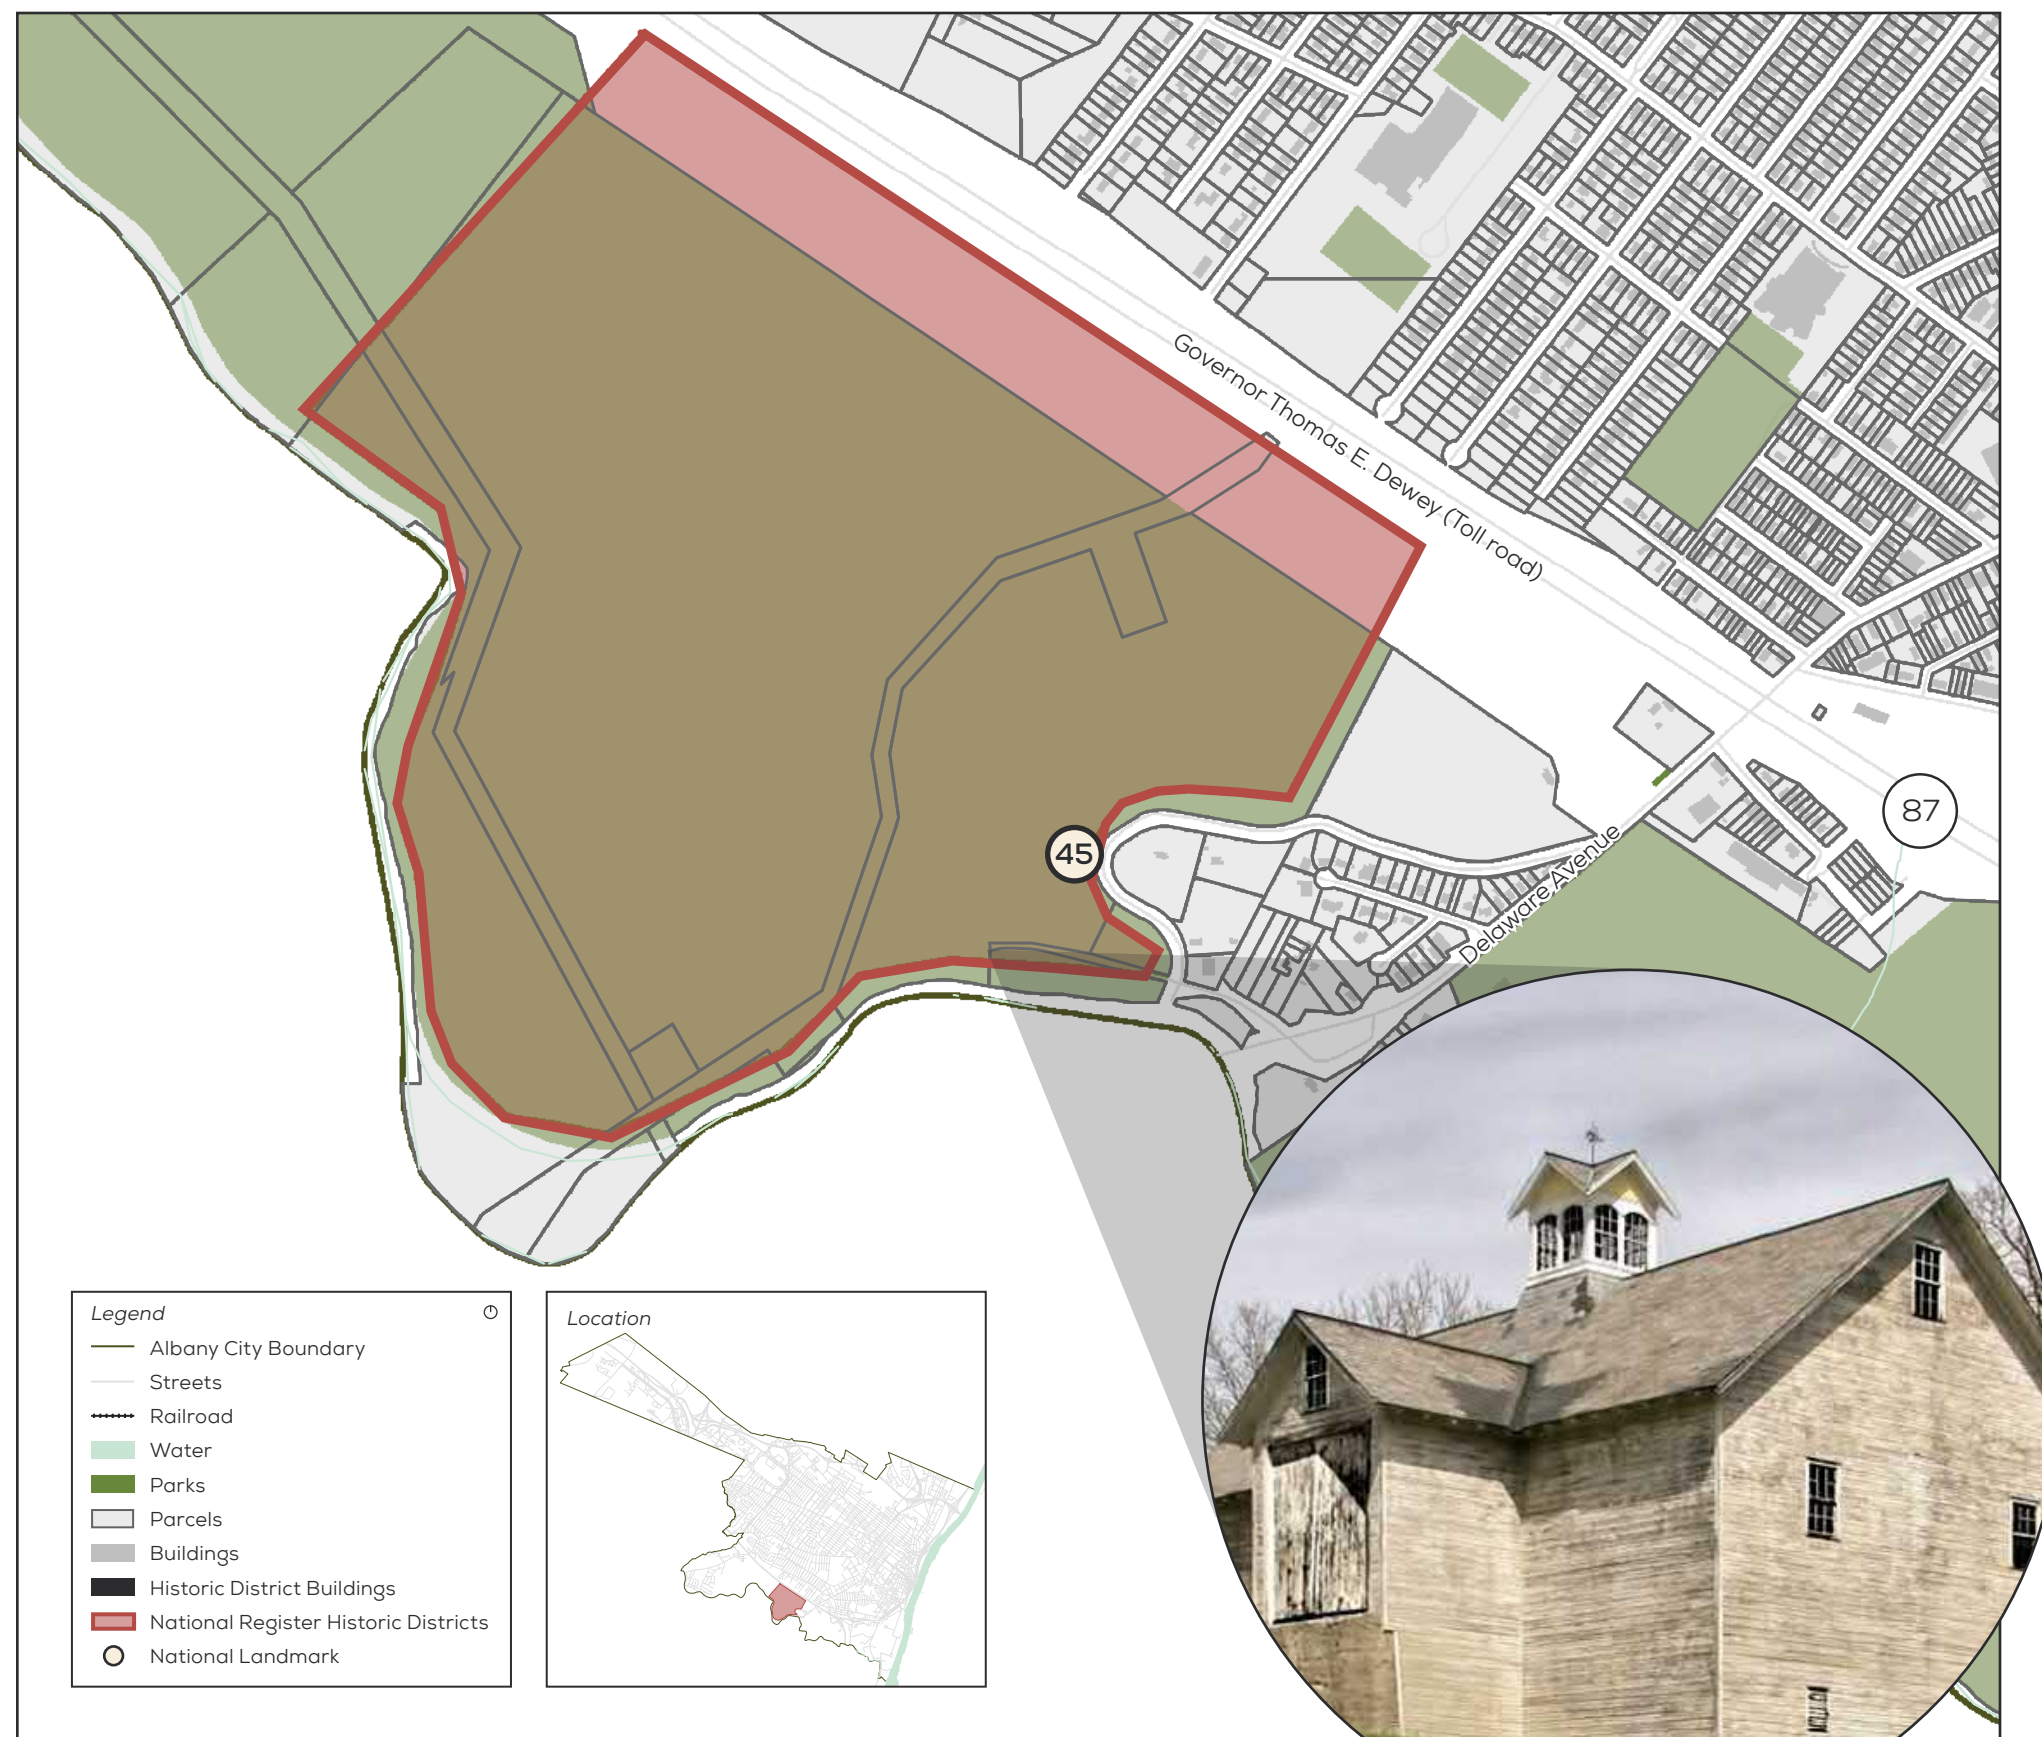 Governor Thomas E. Dewey (Toll road)
87
45
Delaware Avenue
Legend
Albany City Boundary
Streets
Railroad
Water
Parks
Parcels
Buildings
Historic District Buildings
National Register Historic Districts
National Landmark
Location